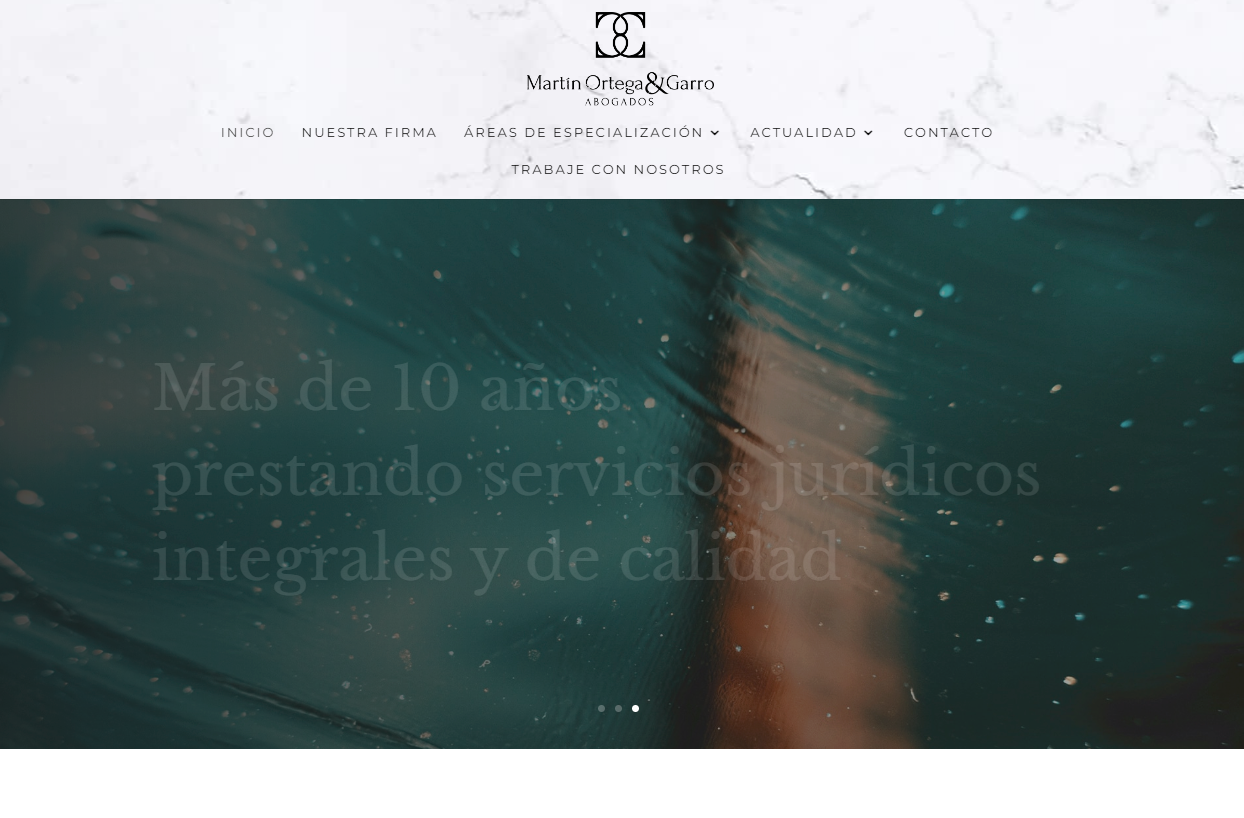 Martín Ortega & Garro
ABOGADOS
INICIO NUESTRA FIRMA ÁREAS DE ESPECIALIZACIÓN ACTUALIDAD CONTACTO
TRABAJE CON NOSOTROS
Más de 10 años
prestando servicios jurídicos
integrales y de calidad